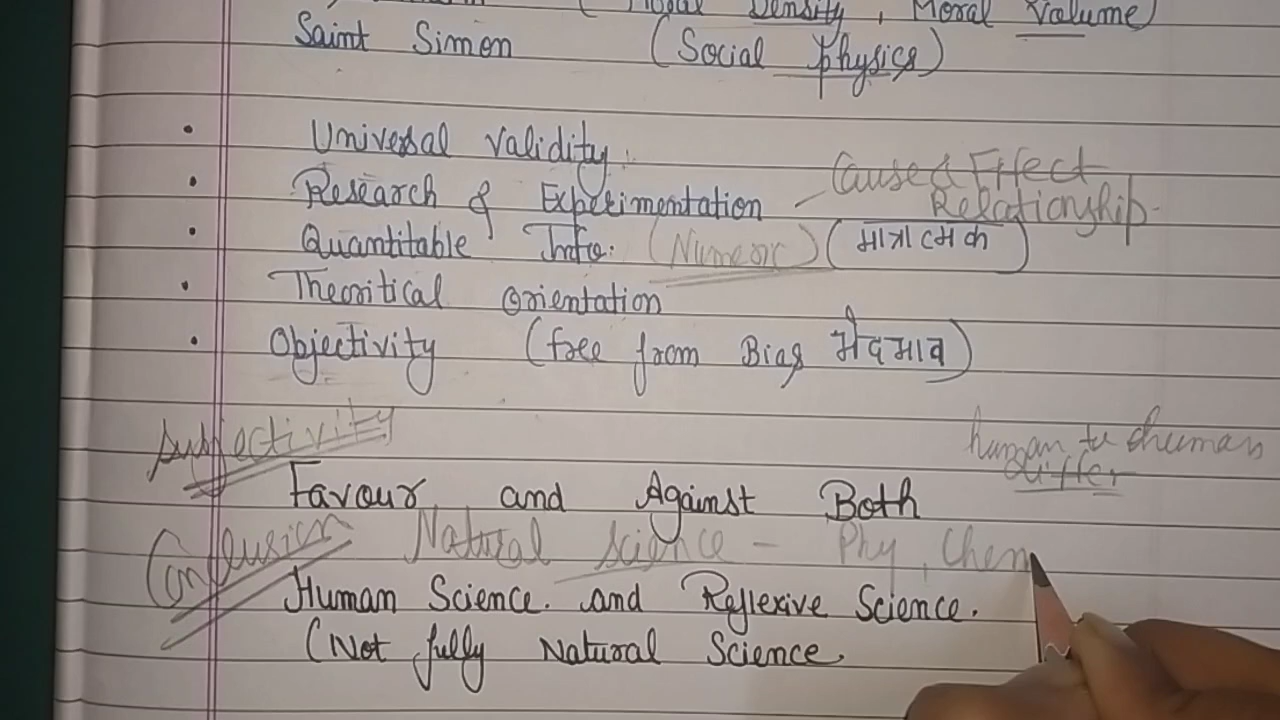 Density, Moral Volume)
Saint Simon (Social Physics)
• Universal Validity.
• Research & Experimentation – Cause & Effect Relationship.
• Quantitable Info. (Numeric) (मात्रात्मक)
• Theoritical Orientation
• Objectivity (free from Bias भेदभाव)
Subjectivity human to human differ
Favour and Against Both
Conclusion Natural Science – Phy, Chem
Human Science. and Reflexive Science.
(Not fully Natural Science.